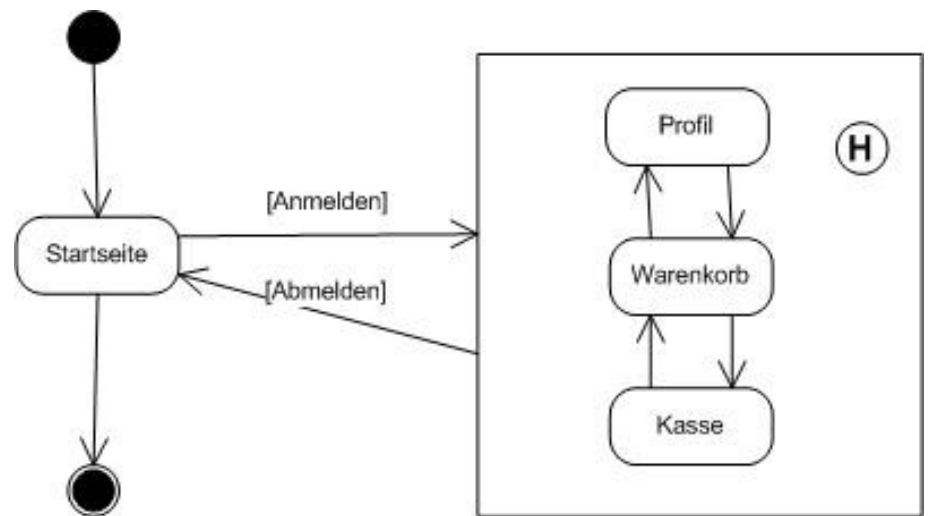 Profil
H
[Anmelden]
Startseite
Warenkorb
[Abmelden]
Kasse